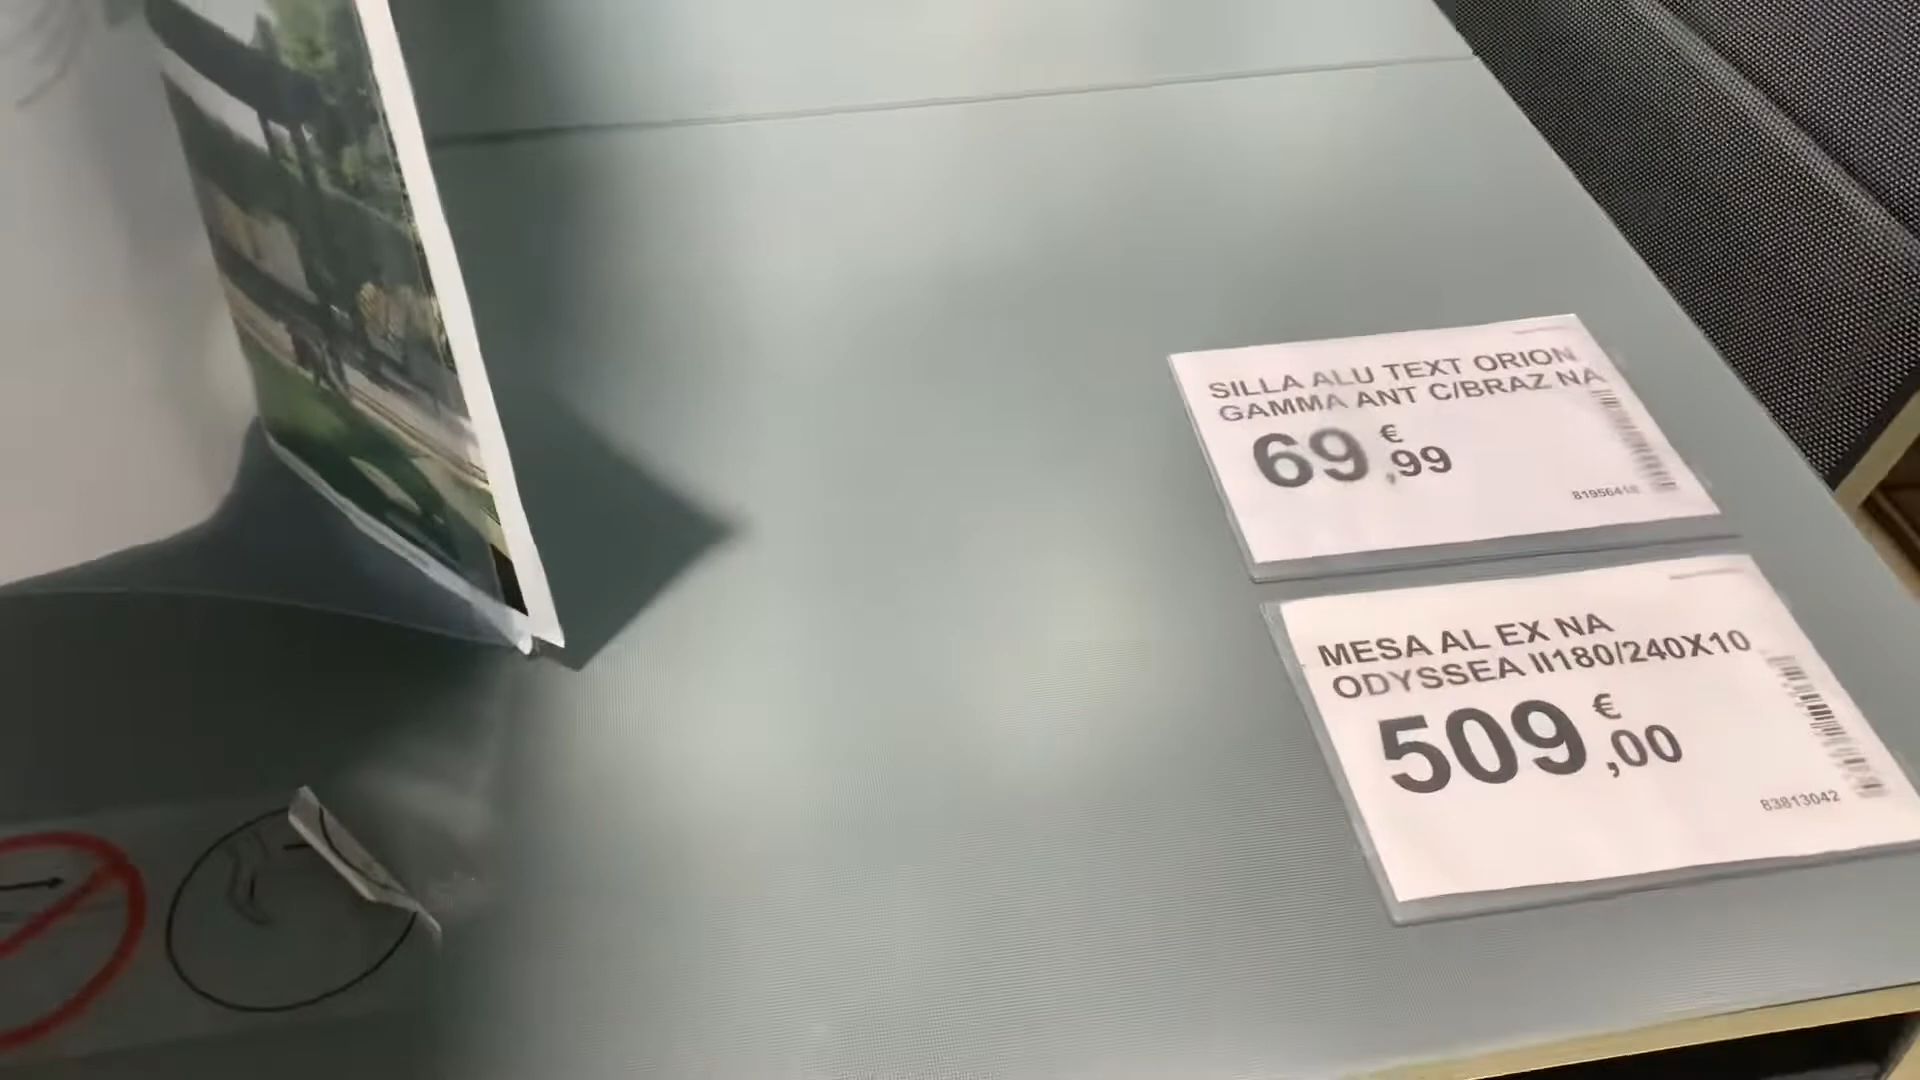 SILLA ALU TEXT ORION
GAMMA ANT C/BRAZ NA
69,99 €
MESA AL EX NA
ODYSSEA II180/240X10
509,00 €
83813042